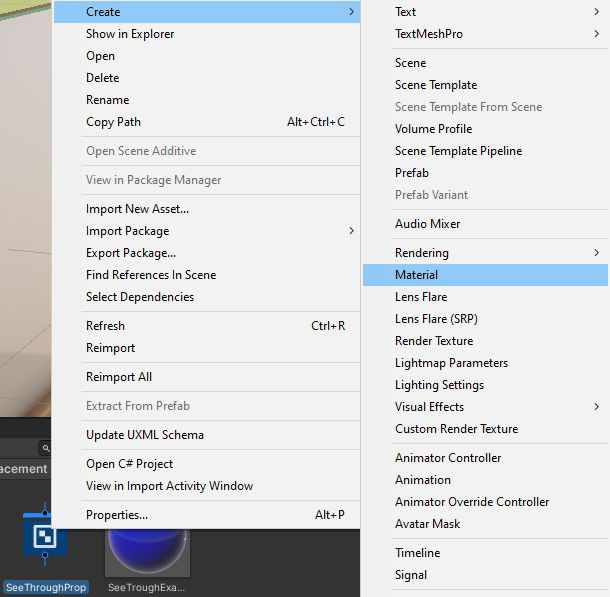 Create
Show in Explorer
Open
Delete
Rename
Copy Path Alt+Ctrl+C
Open Scene Additive
View in Package Manager
Import New Asset...
Import Package
Export Package...
Find References In Scene
Select Dependencies
Refresh Ctrl+R
Reimport
Reimport All
Extract From Prefab
Update UXML Schema
Open C# Project
View in Import Activity Window
Properties... Alt+P
Text
TextMeshPro
Scene
Scene Template
Scene Template From Scene
Volume Profile
Scene Template Pipeline
Prefab
Prefab Variant
Audio Mixer
Rendering
Material
Lens Flare
Lens Flare (SRP)
Render Texture
Lightmap Parameters
Lighting Settings
Visual Effects
Custom Render Texture
Animator Controller
Animation
Animator Override Controller
Avatar Mask
Timeline
Signal
acement
SeeThroughProp
SeeTroughExa...